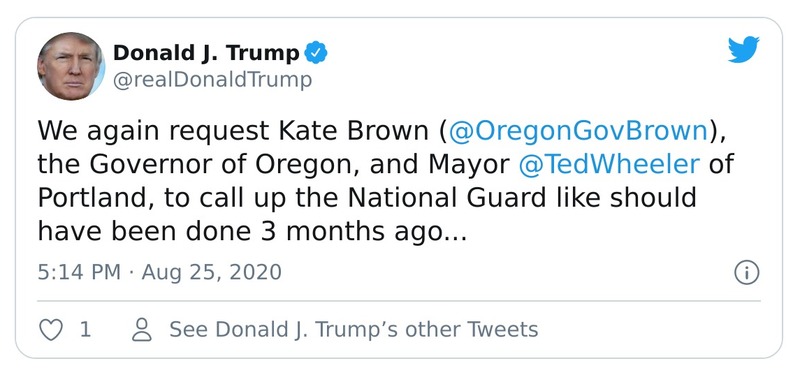 Donald J. Trump
@realDonaldTrump
We again request Kate Brown (@OregonGovBrown),
the Governor of Oregon, and Mayor @TedWheeler of
Portland, to call up the National Guard like should
have been done 3 months ago...
5:14 PM · Aug 25, 2020
1 See Donald J. Trump’s other Tweets